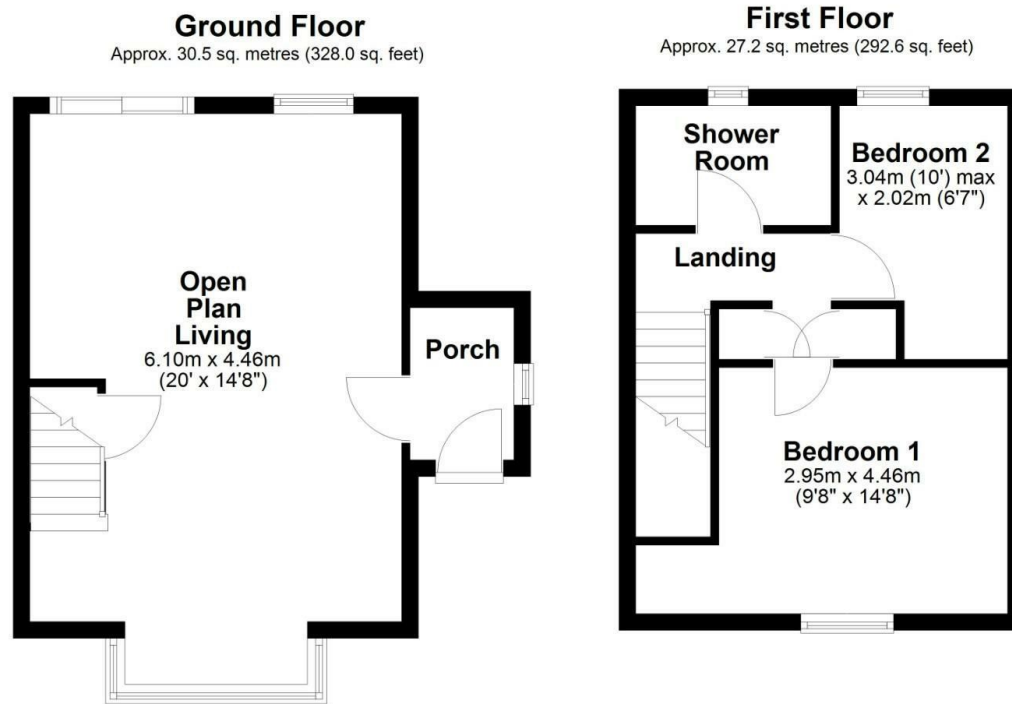 Ground Floor
Approx. 30.5 sq. metres (328.0 sq. feet)
Open
Plan
Living
6.10m x 4.46m
(20' x 14'8")
Porch
First Floor
Approx. 27.2 sq. metres (292.6 sq. feet)
Shower
Room
Bedroom 2
3.04m (10') max
x 2.02m (6'7")
Landing
Bedroom 1
2.95m x 4.46m
(9'8" x 14'8")